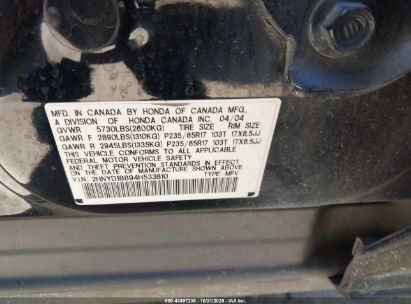 MFD. IN CANADA BY HONDA OF CANADA MFG.,
A DIVISION OF HONDA CANADA INC. 04/04
GVWR 5730LBS(2600KG) TIRE SIZE RIM SIZE
GAWR F 2890LBS(1310KG) P235/65R17 103T 17X6.5JJ
GAWR R 2945LBS(1335KG) P235/65R17 103T 17X6.5JJ
THIS VEHICLE CONFORMS TO ALL APPLICABLE
FEDERAL MOTOR VEHICLE SAFETY
AND THEFT PREVENTION STANDARDS IN EFFECT
ON THE DATE OF MANUFACTURE SHOWN ABOVE.
V.I.N.: 2HNYD18894H533810 TYPE: MPV